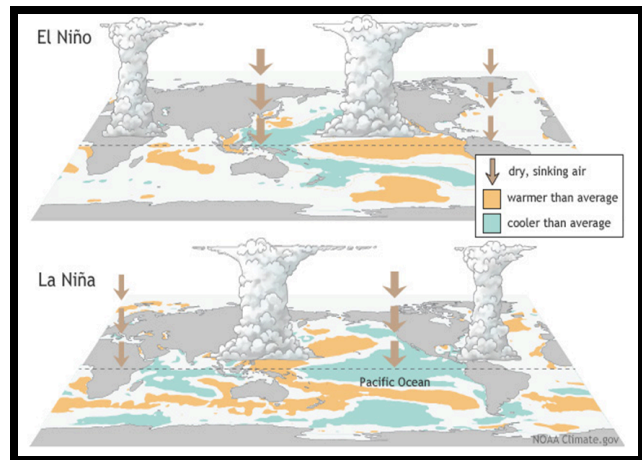 El Niño
dry, sinking air
warmer than average
cooler than average
La Niña
Pacific Ocean
NOAA Climate.gov